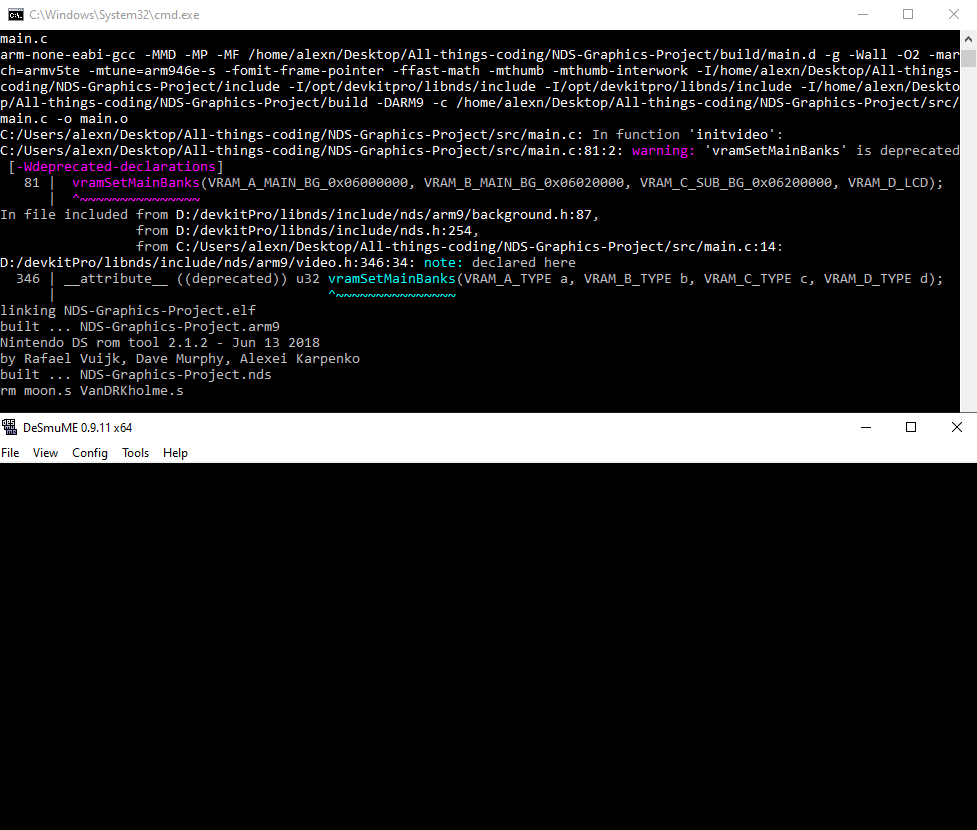 C:\Windows\System32\cmd.exe
main.c
arm-none-eabi-gcc -MMD -MP -MF /home/alexn/Desktop/All-things-coding/NDS-Graphics-Project/build/main.d -g -Wall -O2 -mar
ch=armv5te -mtune=arm946e-s -fomit-frame-pointer -ffast-math -mthumb -mthumb-interwork -I/home/alexn/Desktop/All-things-
coding/NDS-Graphics-Project/include -I/opt/devkitpro/libnds/include -I/opt/devkitpro/libnds/include -I/home/alexn/Deskto
p/All-things-coding/NDS-Graphics-Project/build -DARM9 -c /home/alexn/Desktop/All-things-coding/NDS-Graphics-Project/src/
main.c -o main.o
C:/Users/alexn/Desktop/All-things-coding/NDS-Graphics-Project/src/main.c: In function 'initvideo':
C:/Users/alexn/Desktop/All-things-coding/NDS-Graphics-Project/src/main.c:81:2: warning: 'vramSetMainBanks' is deprecated
[-Wdeprecated-declarations]
81 | vramSetMainBanks(VRAM_A_MAIN_BG_0x06000000, VRAM_B_MAIN_BG_0x06020000, VRAM_C_SUB_BG_0x06200000, VRAM_D_LCD);
| ^~~~~~~~~~~~~~~~
In file included from D:/devkitPro/libnds/include/nds/arm9/background.h:87,
from D:/devkitPro/libnds/include/nds.h:254,
from C:/Users/alexn/Desktop/All-things-coding/NDS-Graphics-Project/src/main.c:14:
D:/devkitPro/libnds/include/nds/arm9/video.h:346:34: note: declared here
346 | __attribute__ ((deprecated)) u32 vramSetMainBanks(VRAM_A_TYPE a, VRAM_B_TYPE b, VRAM_C_TYPE c, VRAM_D_TYPE d);
| ^~~~~~~~~~~~~~~~
linking NDS-Graphics-Project.elf
built ... NDS-Graphics-Project.arm9
Nintendo DS rom tool 2.1.2 - Jun 13 2018
by Rafael Vuijk, Dave Murphy, Alexei Karpenko
built ... NDS-Graphics-Project.nds
rm moon.s VanDRKholme.s
DeSmuME 0.9.11 x64
File View Config Tools Help